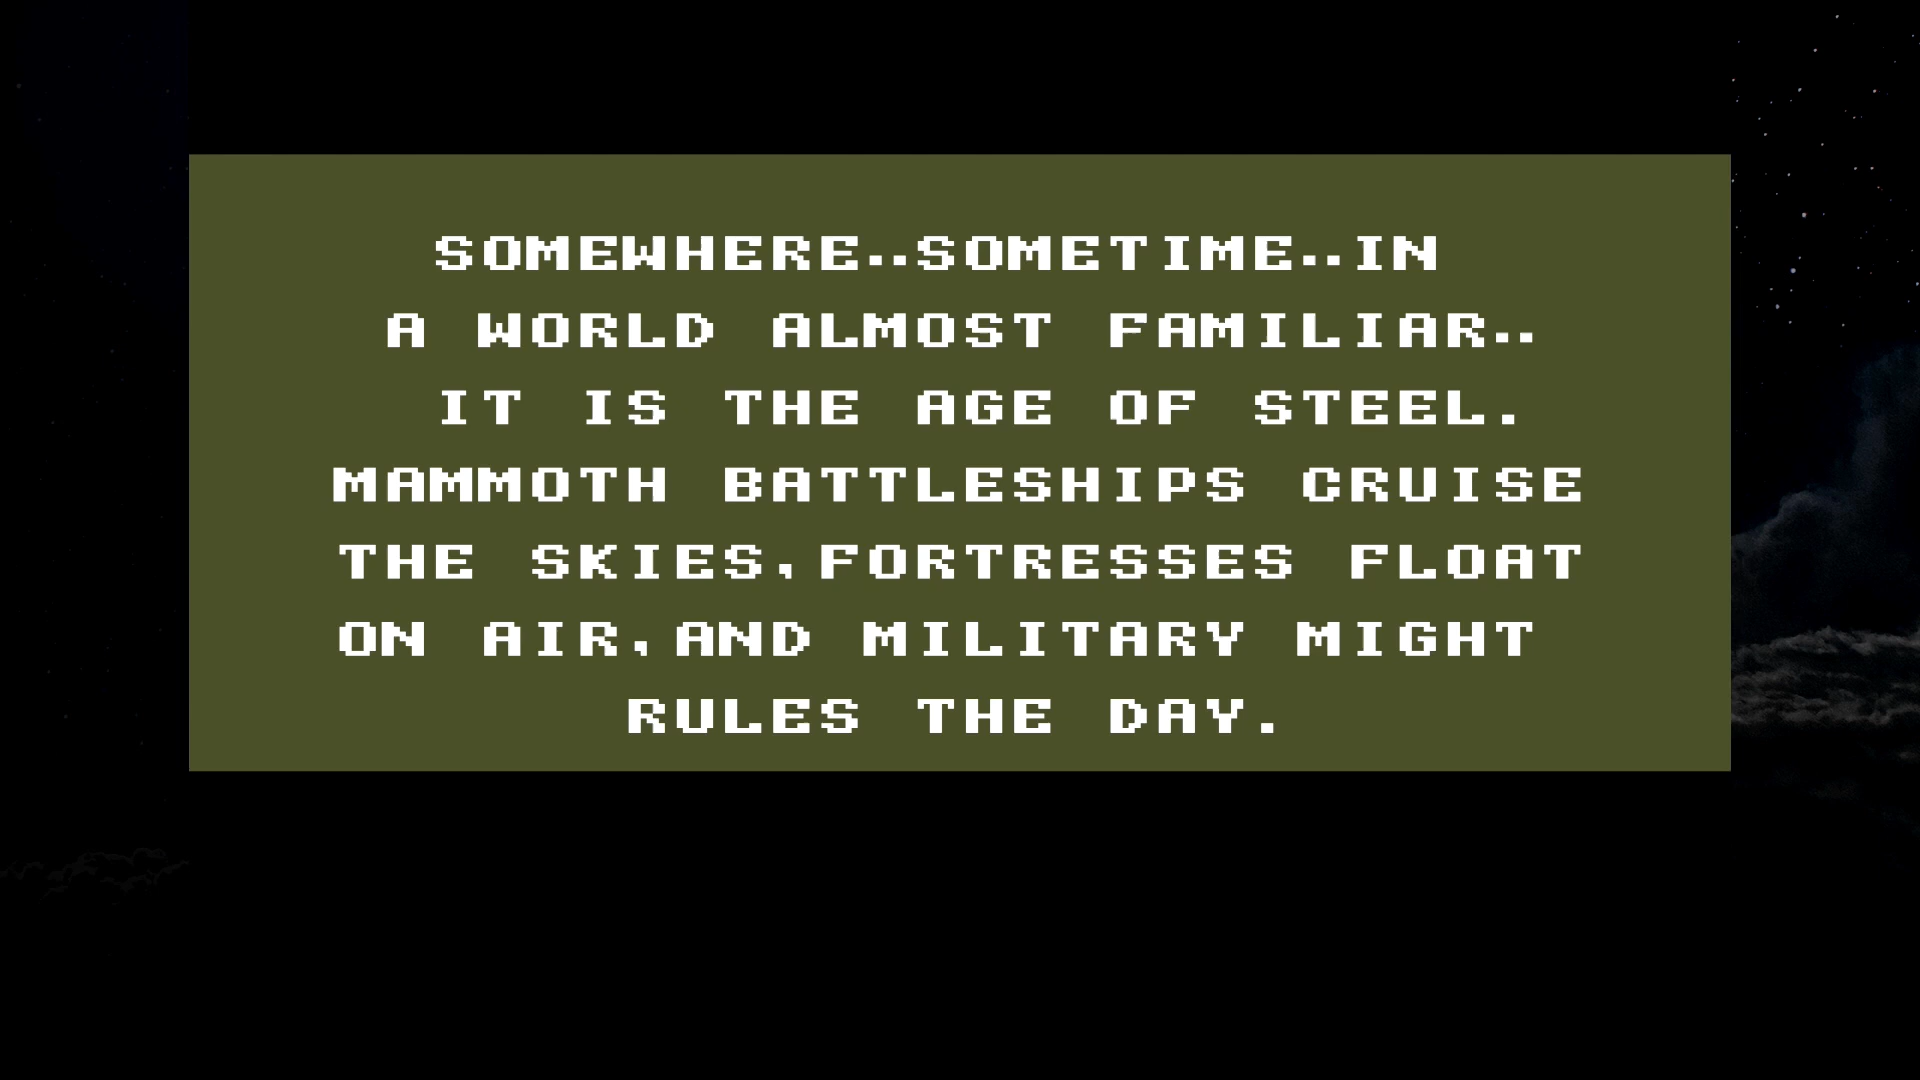 SOMEWHERE..SOMETIME..IN
A WORLD ALMOST FAMILIAR..
IT IS THE AGE OF STEEL.
MAMMOTH BATTLESHIPS CRUISE
THE SKIES,FORTRESSES FLOAT
ON AIR,AND MILITARY MIGHT
RULES THE DAY.